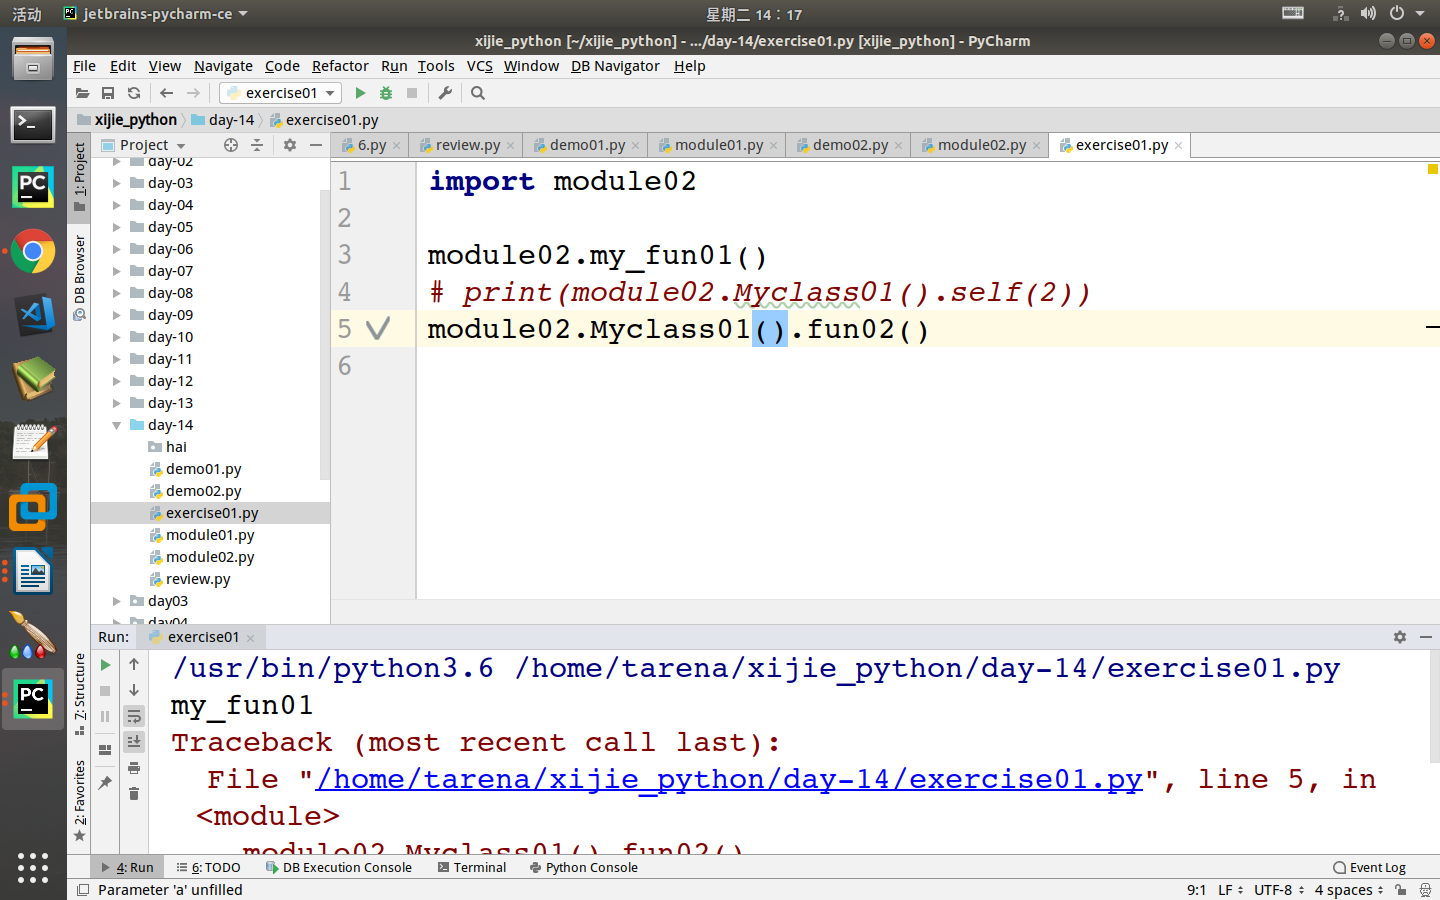 活动
jetbrains-pycharm-ce
星期二 14：17
xijie_python [~/xijie_python] - .../day-14/exercise01.py [xijie_python] - PyCharm
File Edit View Navigate Code Refactor Run Tools VCS Window DB Navigator Help
exercise01
xijie_python day-14 exercise01.py
1: Project
DB Browser
7: Structure
2: Favorites
Project
day-02
day-03
day-04
day-05
day-06
day-07
day-08
day-09
day-10
day-11
day-12
day-13
day-14
hai
demo01.py
demo02.py
exercise01.py
module01.py
module02.py
review.py
day03
day04
6.py review.py demo01.py module01.py demo02.py module02.py exercise01.py
1 import module02
2
3 module02.my_fun01()
4 # print(module02.Myclass01().self(2))
5 module02.Myclass01().fun02()
6
Run: exercise01
/usr/bin/python3.6 /home/tarena/xijie_python/day-14/exercise01.py
my_fun01
Traceback (most recent call last):
File "/home/tarena/xijie_python/day-14/exercise01.py", line 5, in
<module>
module02.Myclass01().fun02()
4: Run 6: TODO DB Execution Console Terminal Python Console Event Log
Parameter 'a' unfilled 9:1 LF UTF-8 4 spaces